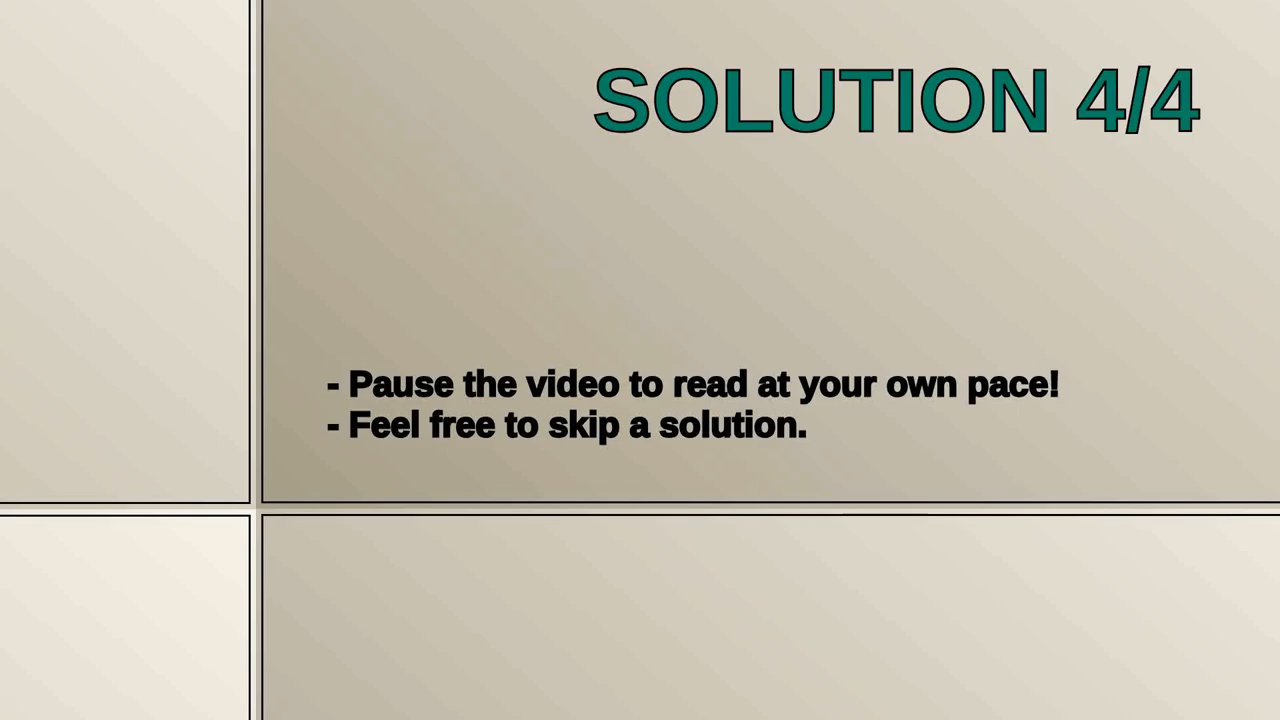 SOLUTION 4/4
- Pause the video to read at your own pace!
- Feel free to skip a solution.